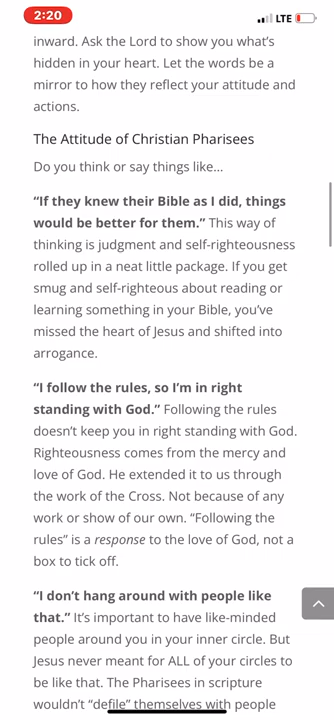 2:20
LTE
inward. Ask the Lord to show you what's
hidden in your heart. Let the words be a
mirror to how they reflect your attitude and
actions.
The Attitude of Christian Pharisees
Do you think or say things like…
“If they knew their Bible as I did, things
would be better for them.” This way of
thinking is judgment and self-righteousness
rolled up in a neat little package. If you get
smug and self-righteous about reading or
learning something in your Bible, you've
missed the heart of Jesus and shifted into
arrogance.
“I follow the rules, so I'm in right
standing with God.” Following the rules
doesn't keep you in right standing with God.
Righteousness comes from the mercy and
love of God. He extended it to us through
the work of the Cross. Not because of any
work or show of our own. “Following the
rules” is a response to the love of God, not a
box to tick off.
“I don't hang around with people like
that.” It's important to have like-minded
people around you in your inner circle. But
Jesus never meant for ALL of your circles to
be like that. The Pharisees in scripture
wouldn't “defile” themselves with people